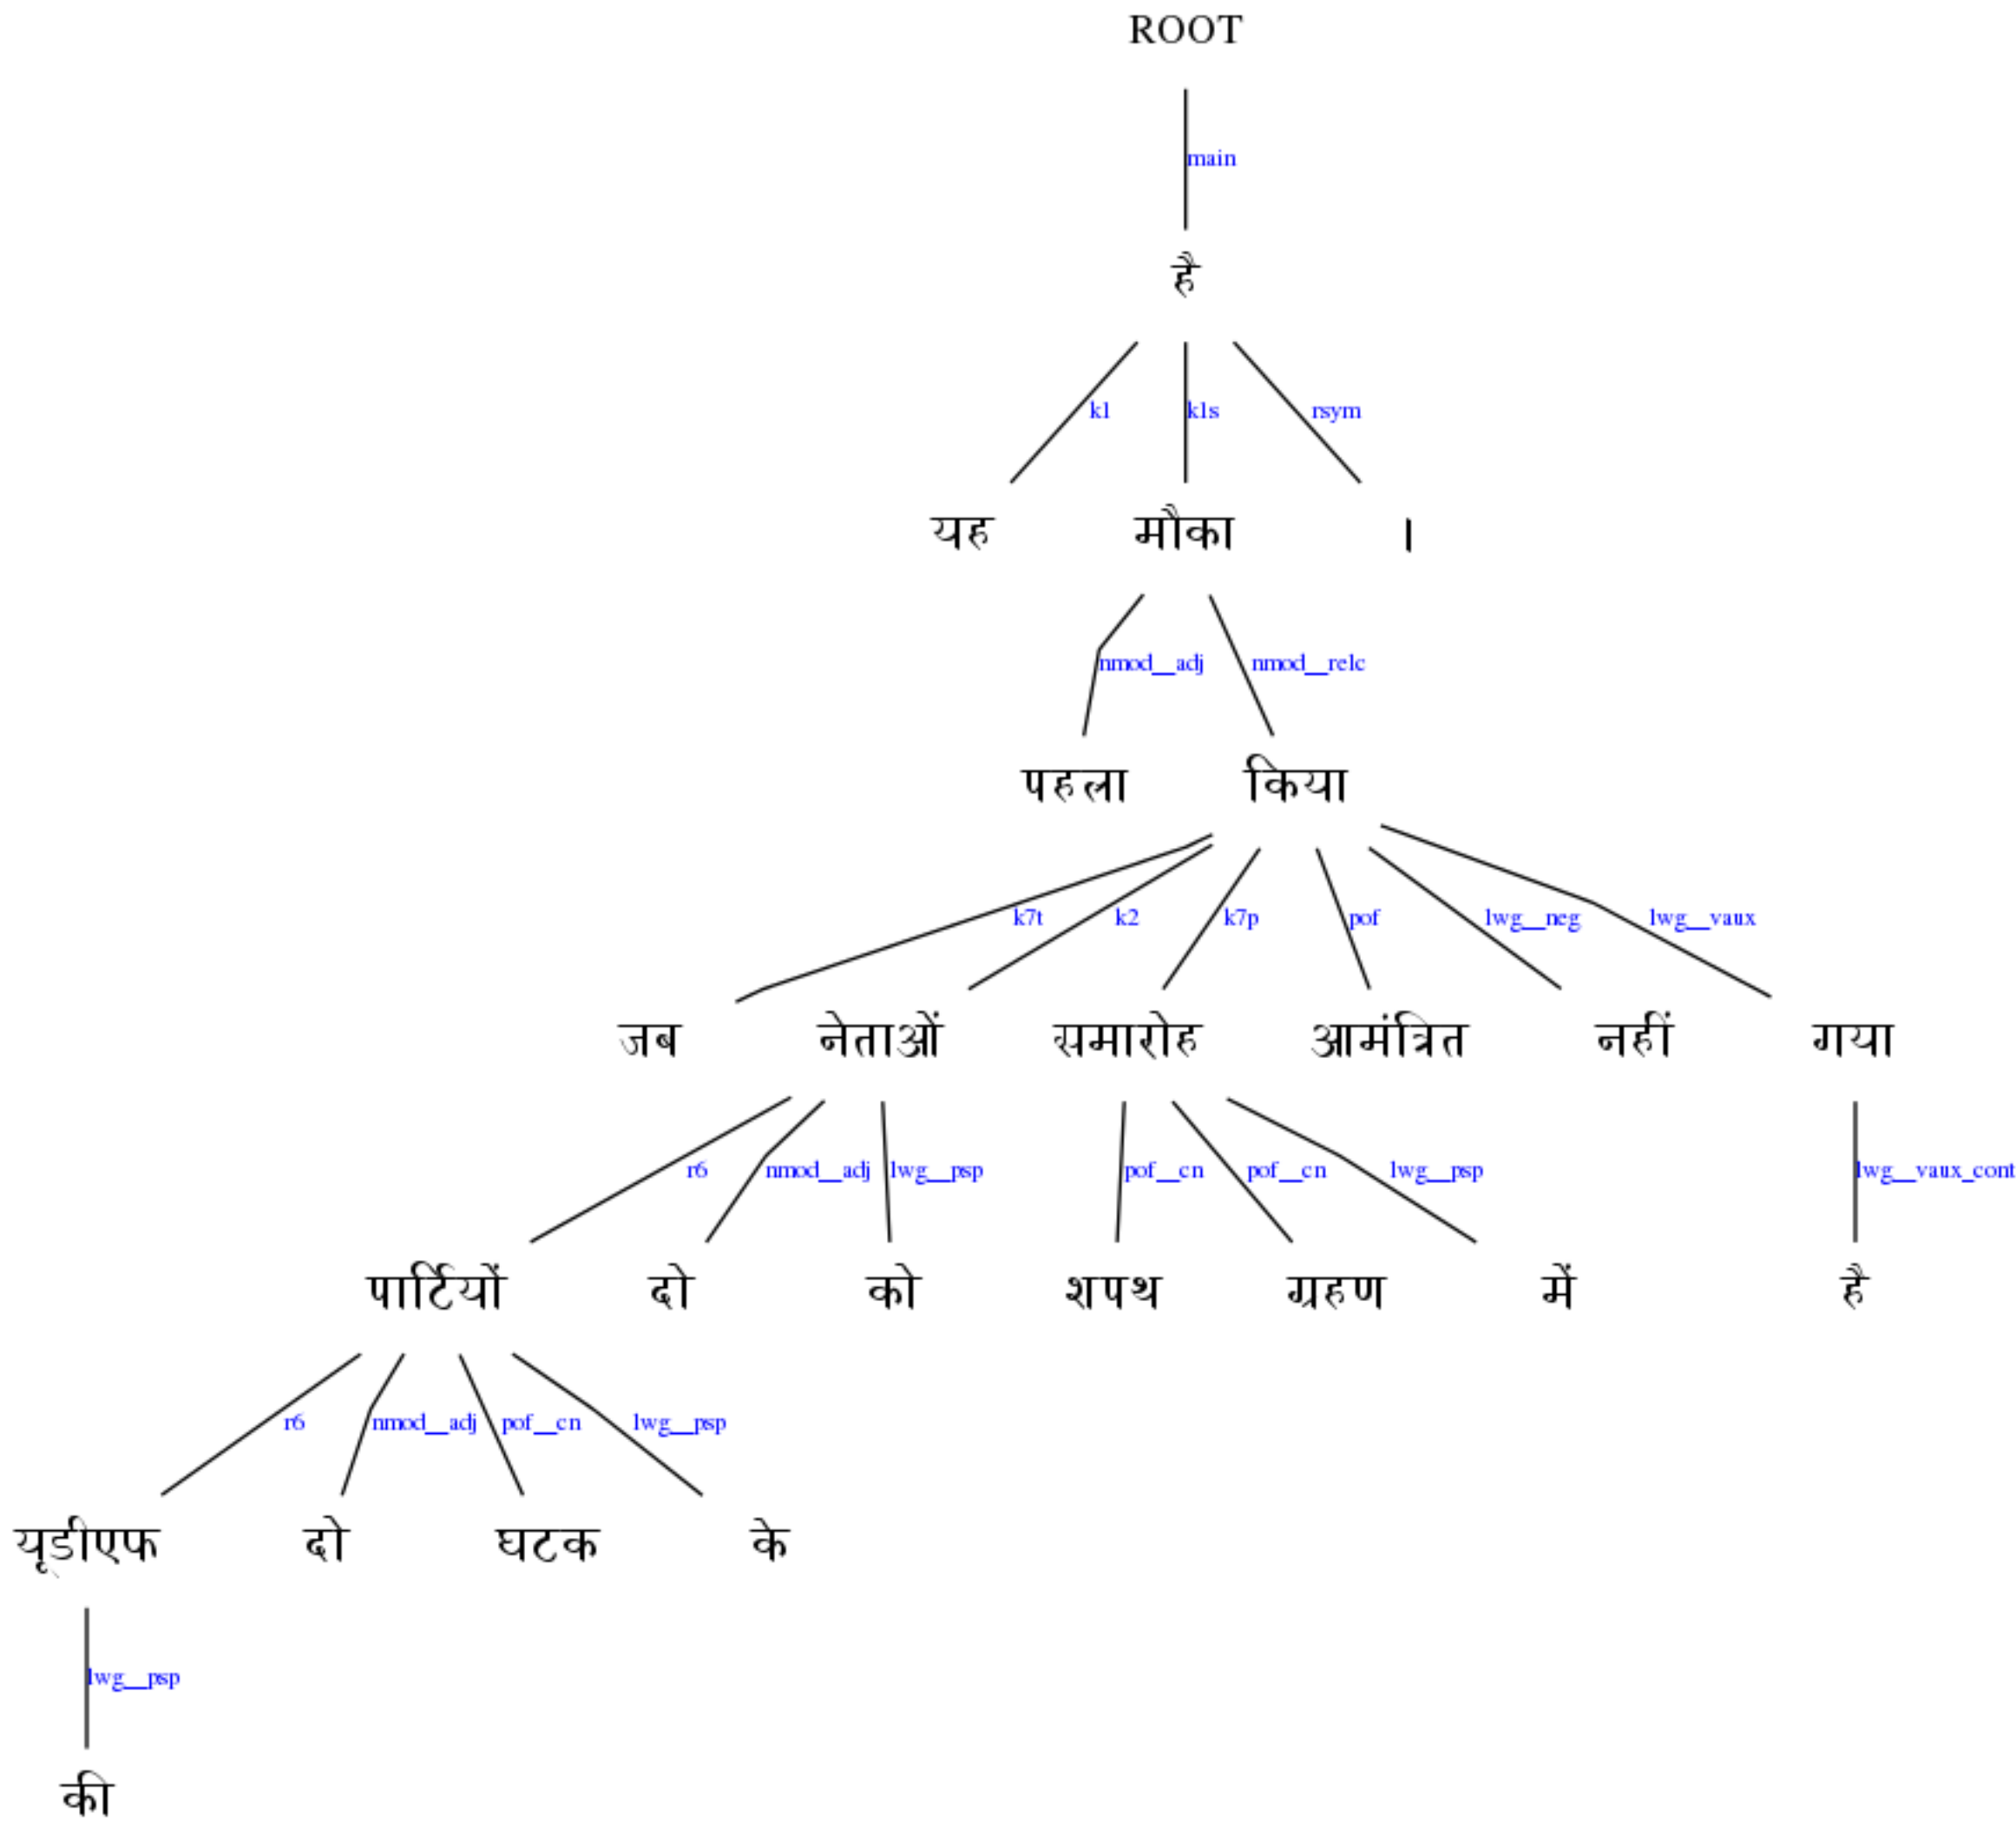 ROOT
main
है
k1 k1s rsym
यह मौका ।
nmod__adj nmod__relc
पहला किया
k7t k2 k7p pof lwg__neg lwg__vaux
जब नेताओं समारोह आमंत्रित नहीं गया
r6 nmod__adj lwg__psp pof__cn pof__cn lwg__psp lwg__vaux_cont
पार्टियों दो को शपथ ग्रहण में है
r6 nmod__adj pof__cn lwg__psp
यूडीएफ दो घटक के
lwg__psp
की